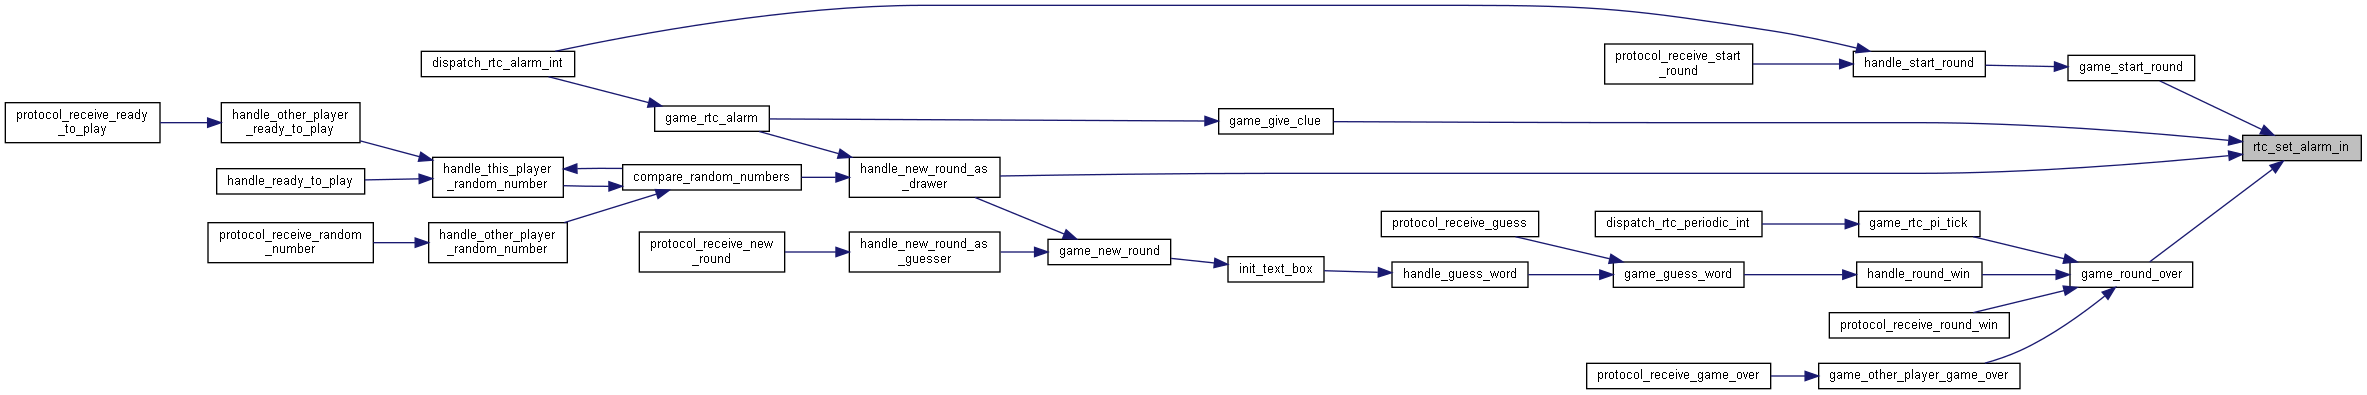 dispatch_rtc_alarm_int
protocol_receive_start
_round
handle_start_round
game_start_round
protocol_receive_ready
_to_play
handle_other_player
_ready_to_play
game_rtc_alarm
game_give_clue
rtc_set_alarm_in
handle_this_player
_random_number
handle_ready_to_play
compare_random_numbers
handle_new_round_as
_drawer
protocol_receive_random
_number
handle_other_player
_random_number
protocol_receive_new
_round
handle_new_round_as
_guesser
game_new_round
init_text_box
protocol_receive_guess
handle_guess_word
dispatch_rtc_periodic_int
game_guess_word
game_rtc_pi_tick
handle_round_win
game_round_over
protocol_receive_round_win
protocol_receive_game_over
game_other_player_game_over